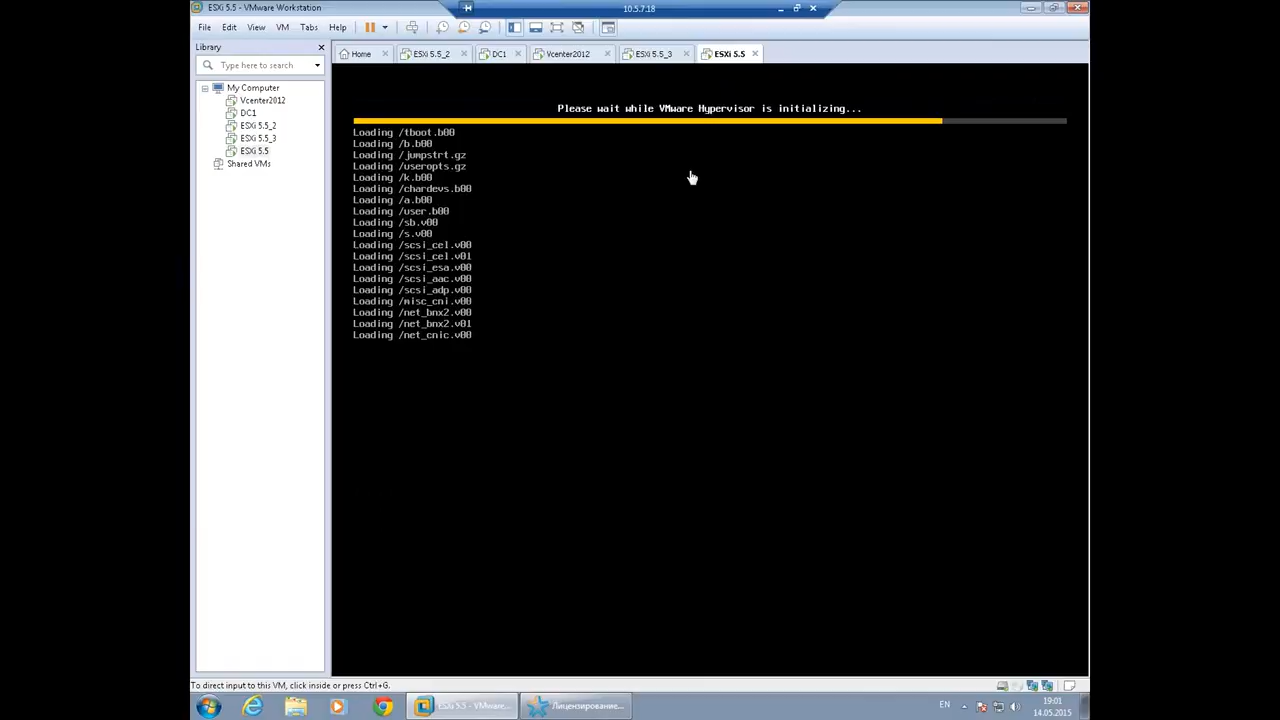 ESXi 5.5 - VMware Workstation
10.5.7.18
File Edit View VM Tabs Help
Library
Type here to search
My Computer
Vcenter2012
DC1
ESXi 5.5_2
ESXi 5.5_3
ESXi 5.5
Shared VMs
Home ESXi 5.5_2 DC1 Vcenter2012 ESXi 5.5_3 ESXi 5.5
Please wait while VMware Hypervisor is initializing...
Loading /tboot.b00
Loading /b.b00
Loading /jumpstrt.gz
Loading /useropts.gz
Loading /k.b00
Loading /chardevs.b00
Loading /a.b00
Loading /user.b00
Loading /sb.v00
Loading /s.v00
Loading /scsi_cel.v00
Loading /scsi_cel.v01
Loading /scsi_esa.v00
Loading /scsi_aac.v00
Loading /scsi_adp.v00
Loading /misc_cni.v00
Loading /net_bnx2.v00
Loading /net_bnx2.v01
Loading /net_cnic.v00
To direct input to this VM, click inside or press Ctrl+G.
ESXi 5.5 - VMware...
Лицензирование...
EN
19:01
14.05.2015